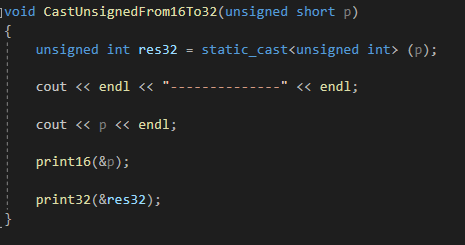 void CastUnsignedFrom16To32(unsigned short p)
{
unsigned int res32 = static_cast<unsigned int> (p);
cout << endl << "--------------" << endl;
cout << p << endl;
print16(&p);
print32(&res32);
}